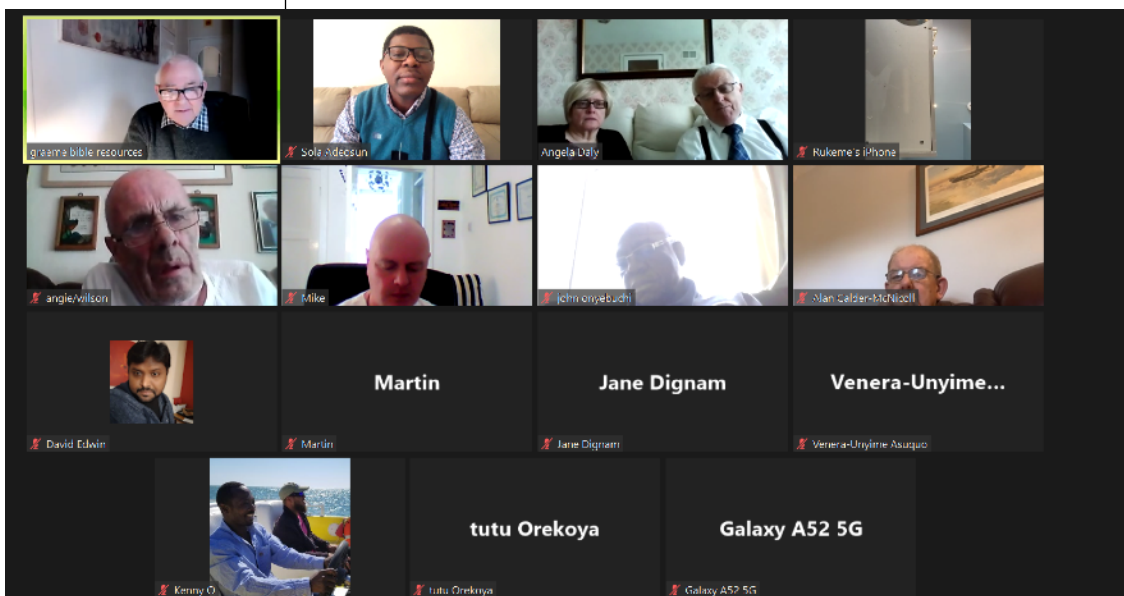 graeme bible resources
Sola Adeosun
Angela Daly
Rukeme's iPhone
angie/wilson
Mike
john onyebuchi
Alan Calder-McNicoll
David Edwin
Martin
Martin
Jane Dignam
Jane Dignam
Venera-Unyime...
Venera-Unyime Asuquo
Kenny O
tutu Orekoya
tutu Orekoya
Galaxy A52 5G
Galaxy A52 5G